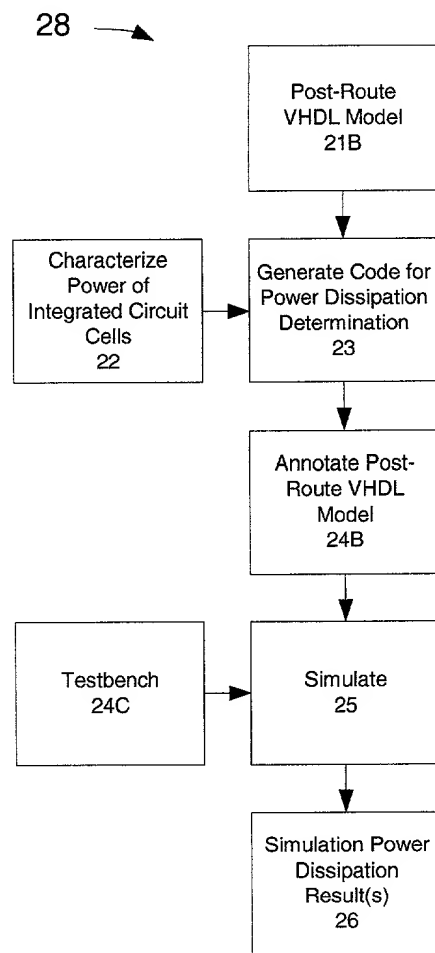 28
Post-Route
VHDL Model
21B
Characterize
Power of
Integrated Circuit
Cells
22
Generate Code for
Power Dissipation
Determination
23
Annotate Post-
Route VHDL
Model
24B
Testbench
24C
Simulate
25
Simulation Power
Dissipation
Result(s)
26